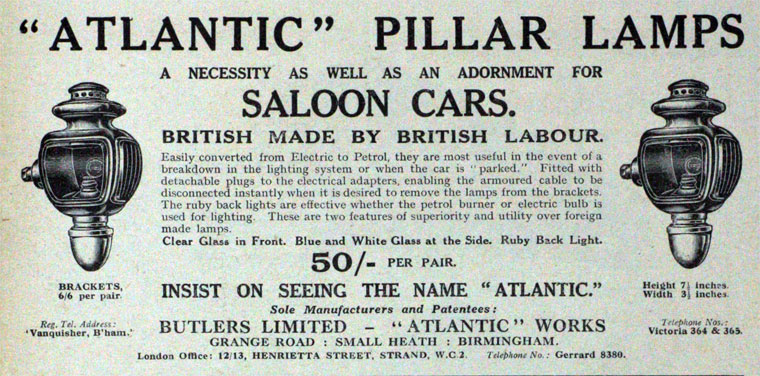 "ATLANTIC" PILLAR LAMPS
A NECESSITY AS WELL AS AN ADORNMENT FOR
SALOON CARS.
BRITISH MADE BY BRITISH LABOUR.
Easily converted from Electric to Petrol, they are most useful in the event of a
breakdown in the lighting system or when the car is "parked." Fitted with
detachable plugs to the electrical adapters, enabling the armoured cable to be
disconnected instantly when it is desired to remove the lamps from the brackets.
The ruby back lights are effective whether the petrol burner or electric bulb is
used for lighting. These are two features of superiority and utility over foreign
made lamps.
Clear Glass in Front. Blue and White Glass at the Side. Ruby Back Light.
50/- PER PAIR.
BRACKETS,
6/6 per pair.
INSIST ON SEEING THE NAME "ATLANTIC."
Height 7½ inches.
Width 3½ inches.
Sole Manufacturers and Patentees:
Reg. Tel. Address:
'Vanquisher, B'ham.'
BUTLERS LIMITED – "ATLANTIC" WORKS
GRANGE ROAD : SMALL HEATH : BIRMINGHAM.
Telephone Nos.:
Victoria 364 & 365.
London Office: 12/13, HENRIETTA STREET, STRAND, W.C.2. Telephone No.: Gerrard 8380.